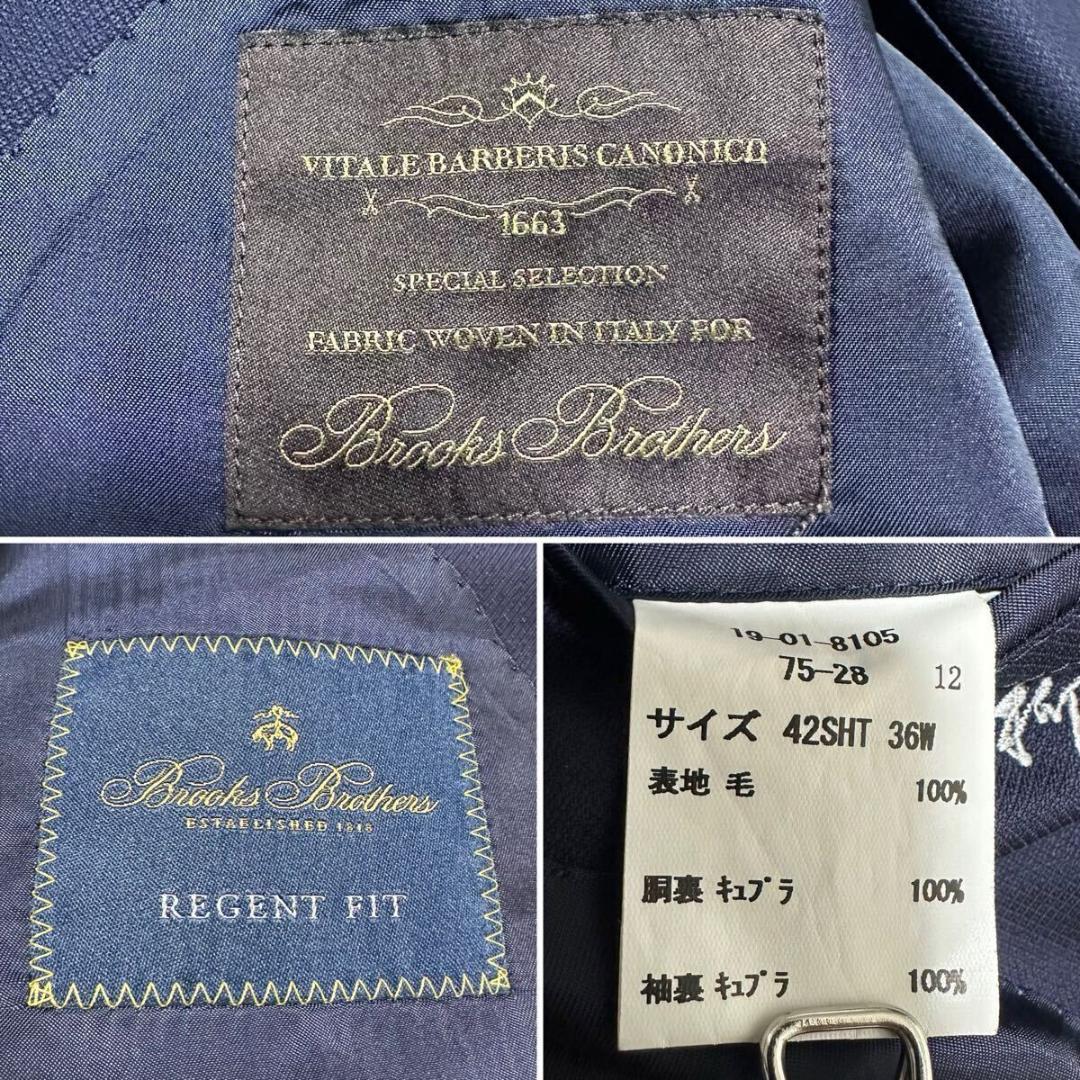 VITALE BARBERIS CANONICO
1663
SPECIAL SELECTION
FABRIC WOVEN IN ITALY FOR
Brooks Brothers
Brooks Brothers
ESTABLISHED 1818
REGENT FIT
19-01-8105
75-28 12
サイズ 42SHT 36W
表地 毛 100%
胴裏 キュプラ 100%
袖裏 キュプラ 100%